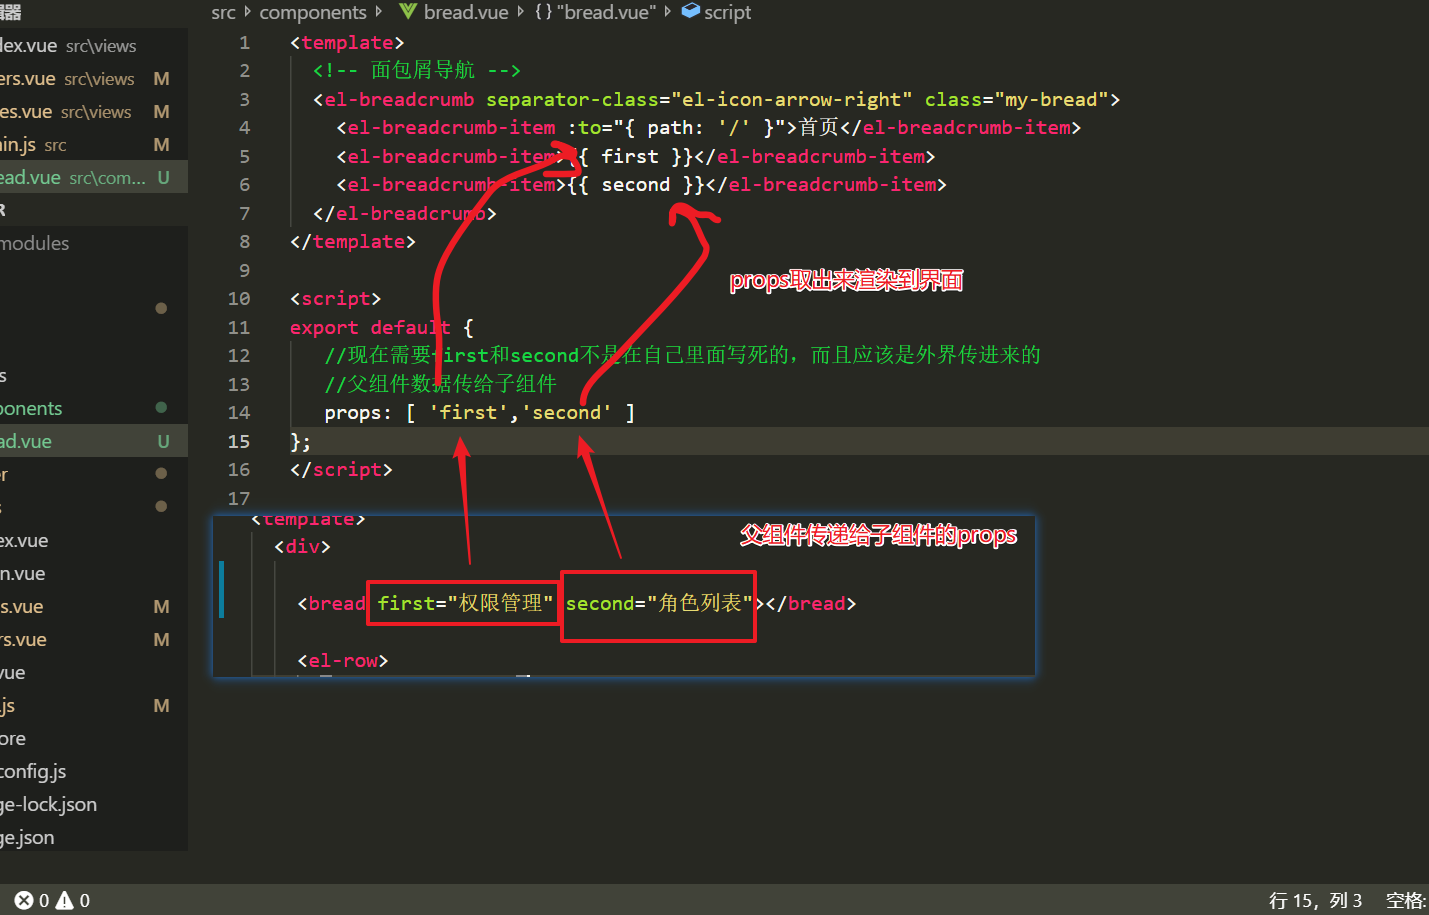 src › components › bread.vue › {} "bread.vue" › script
dex.vue src\views
ers.vue src\views M
es.vue src\views M
in.js src M
ead.vue src\com... U
R
modules
s
ponents
ad.vue U
r
s
ex.vue
n.vue
s.vue M
rs.vue M
vue
.js M
ore
config.js
ge-lock.json
ge.json
1 <template>
2 <!-- 面包屑导航 -->
3 <el-breadcrumb separator-class="el-icon-arrow-right" class="my-bread">
4 <el-breadcrumb-item :to="{ path: '/' }">首页</el-breadcrumb-item>
5 <el-breadcrumb-item>{{ first }}</el-breadcrumb-item>
6 <el-breadcrumb-item>{{ second }}</el-breadcrumb-item>
7 </el-breadcrumb>
8 </template>
9
props取出来渲染到界面
10 <script>
11 export default {
12 //现在需要first和second不是在自己里面写死的，而且应该是外界传进来的
13 //父组件数据传给子组件
14 props: [ 'first','second' ]
15 };
16 </script>
17
<template>
父组件传递给子组件的props
<div>
<bread first="权限管理" second="角色列表"></bread>
<el-row>
0 0
行 15，列 3 空格: